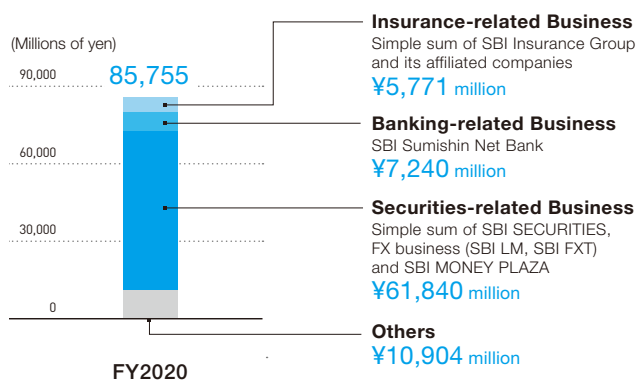 (Millions of yen)
90,000
85,755
60,000
30,000
0
FY2020
Insurance-related Business
Simple sum of SBI Insurance Group
and its affiliated companies
¥5,771 million
Banking-related Business
SBI Sumishin Net Bank
¥7,240 million
Securities-related Business
Simple sum of SBI SECURITIES,
FX business (SBI LM, SBI FXT)
and SBI MONEY PLAZA
¥61,840 million
Others
¥10,904 million